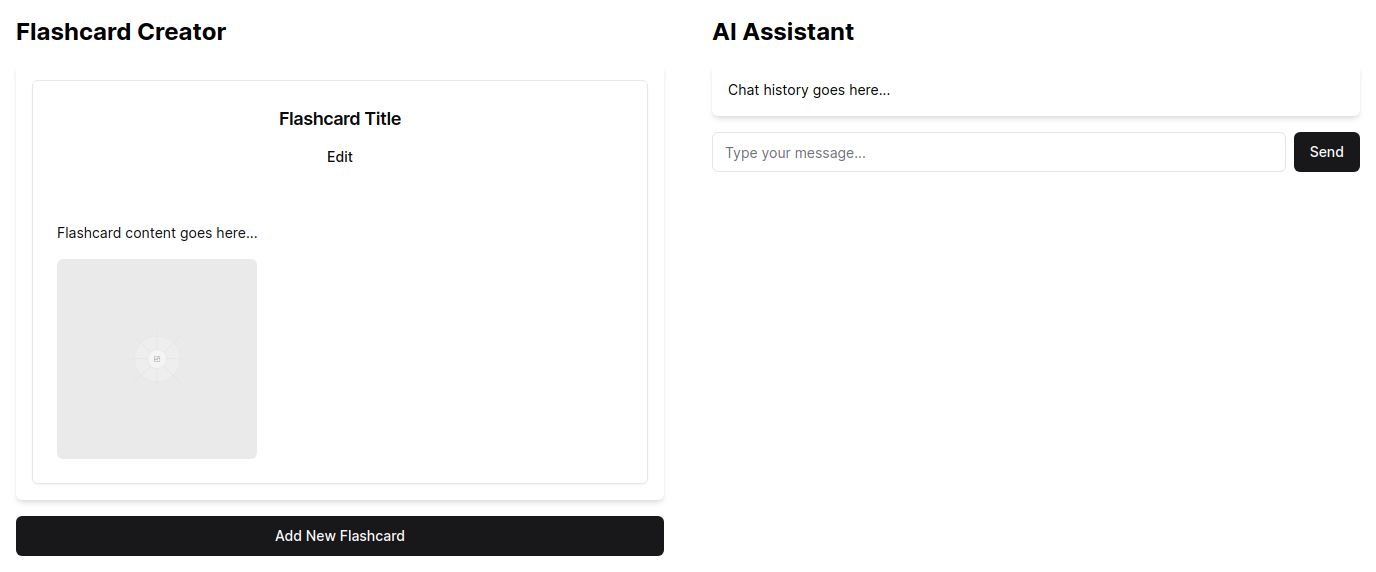 Flashcard Creator
Flashcard Title
Edit
Flashcard content goes here...
Add New Flashcard
AI Assistant
Chat history goes here...
Type your message...
Send